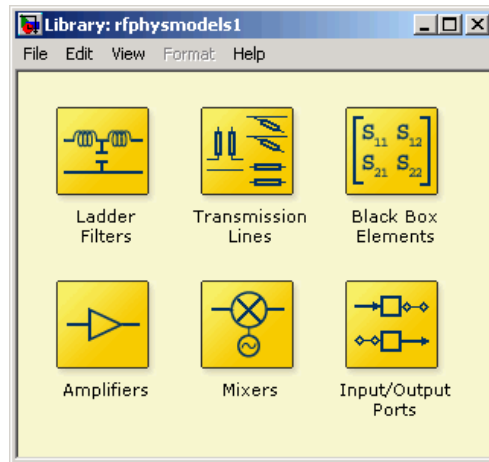 Library: rfphysmodels1
File Edit View Format Help
S11 S12
S21 S22
Ladder
Filters
Transmission
Lines
Black Box
Elements
Amplifiers
Mixers
Input/Output
Ports